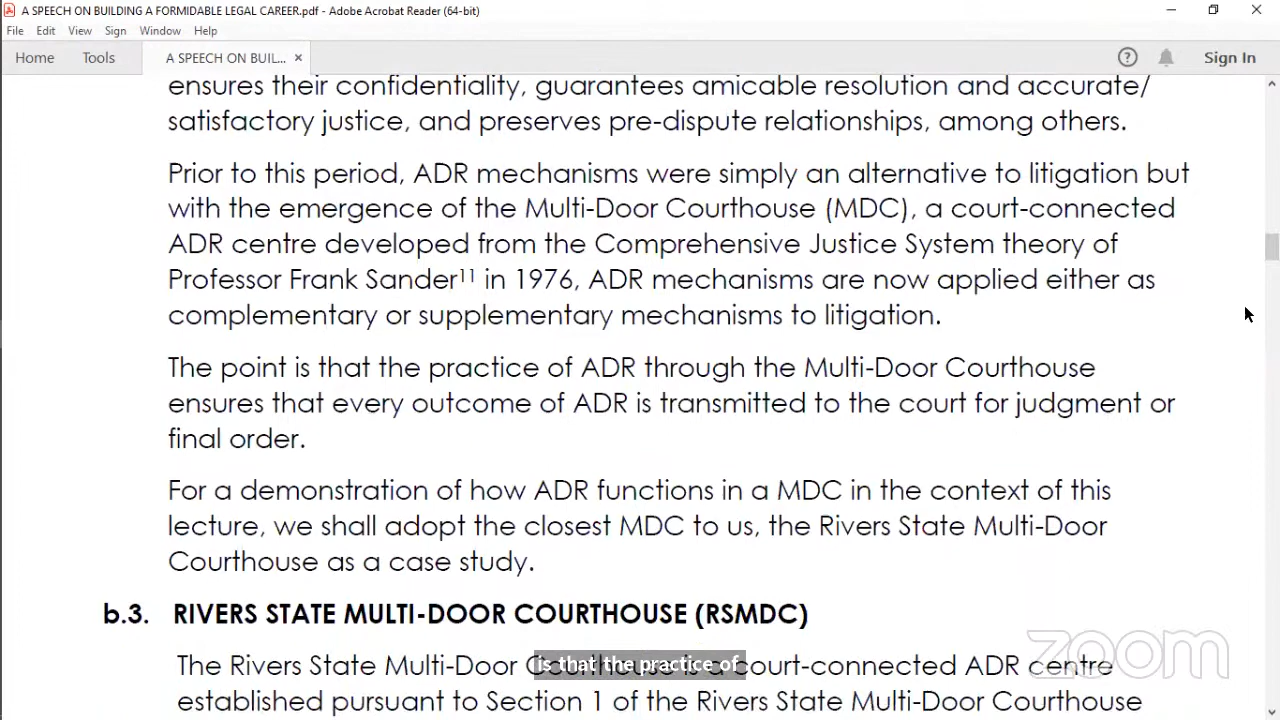 A SPEECH ON BUILDING A FORMIDABLE LEGAL CAREER.pdf - Adobe Acrobat Reader (64-bit)
File Edit View Sign Window Help
Home Tools A SPEECH ON BUIL... × Sign In
ensures their confidentiality, guarantees amicable resolution and accurate/
satisfactory justice, and preserves pre-dispute relationships, among others.
Prior to this period, ADR mechanisms were simply an alternative to litigation but
with the emergence of the Multi-Door Courthouse (MDC), a court-connected
ADR centre developed from the Comprehensive Justice System theory of
Professor Frank Sander¹¹ in 1976, ADR mechanisms are now applied either as
complementary or supplementary mechanisms to litigation.
The point is that the practice of ADR through the Multi-Door Courthouse
ensures that every outcome of ADR is transmitted to the court for judgment or
final order.
For a demonstration of how ADR functions in a MDC in the context of this
lecture, we shall adopt the closest MDC to us, the Rivers State Multi-Door
Courthouse as a case study.
b.3. RIVERS STATE MULTI-DOOR COURTHOUSE (RSMDC)
zoom
The Rivers State Multi-Door Courthouse is a court-connected ADR centre
is that the practice of
established pursuant to Section 1 of the Rivers State Multi-Door Courthouse